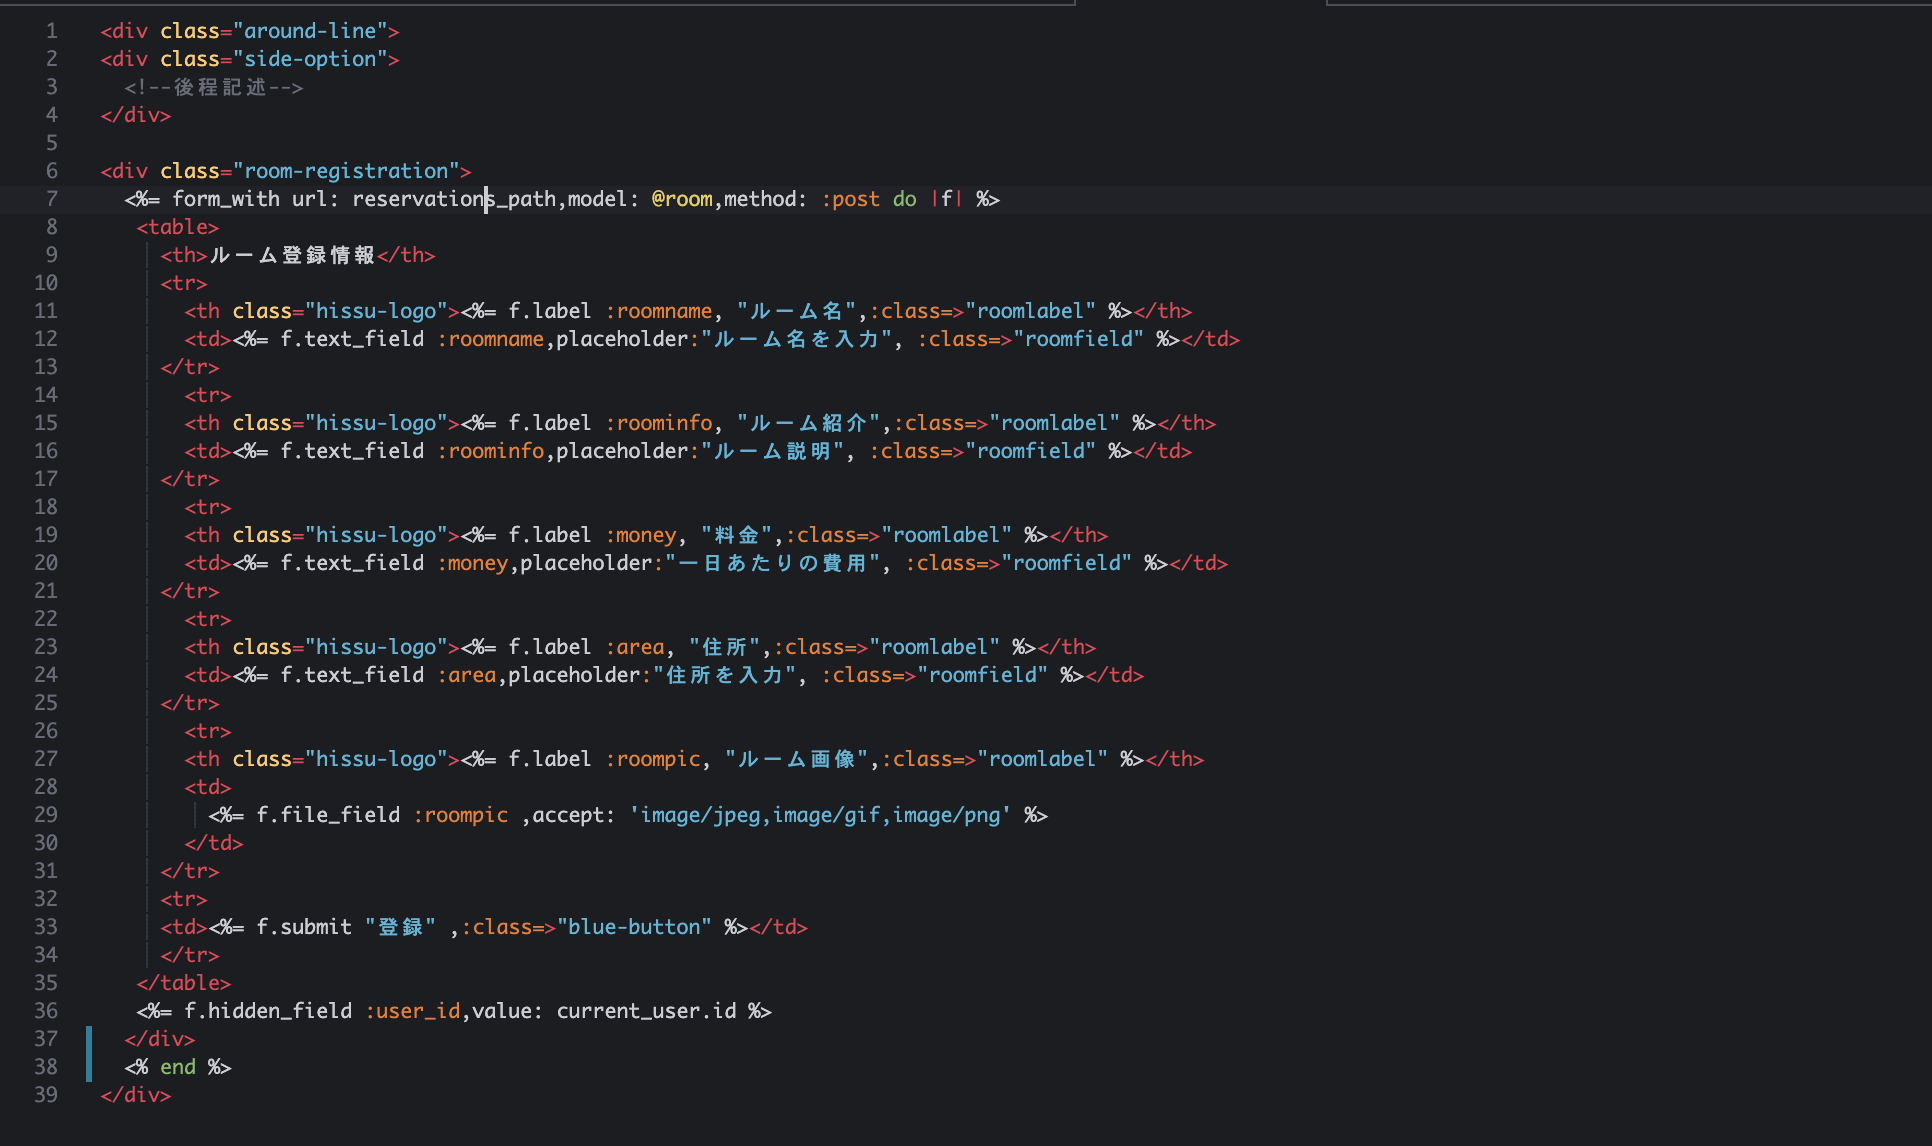 1 <div class="around-line">
2 <div class="side-option">
3   <!--後程記述-->
4 </div>
5
6 <div class="room-registration">
7   <%= form_with url: reservations_path,model: @room,method: :post do |f| %>
8    <table>
9      <th>ルーム登録情報</th>
10      <tr>
11        <th class="hissu-logo"><%= f.label :roomname, "ルーム名",:class=>"roomlabel" %></th>
12        <td><%= f.text_field :roomname,placeholder:"ルーム名を入力", :class=>"roomfield" %></td>
13      </tr>
14        <tr>
15        <th class="hissu-logo"><%= f.label :roominfo, "ルーム紹介",:class=>"roomlabel" %></th>
16        <td><%= f.text_field :roominfo,placeholder:"ルーム説明", :class=>"roomfield" %></td>
17      </tr>
18        <tr>
19        <th class="hissu-logo"><%= f.label :money, "料金",:class=>"roomlabel" %></th>
20        <td><%= f.text_field :money,placeholder:"一日あたりの費用", :class=>"roomfield" %></td>
21      </tr>
22        <tr>
23        <th class="hissu-logo"><%= f.label :area, "住所",:class=>"roomlabel" %></th>
24        <td><%= f.text_field :area,placeholder:"住所を入力", :class=>"roomfield" %></td>
25      </tr>
26        <tr>
27        <th class="hissu-logo"><%= f.label :roompic, "ルーム画像",:class=>"roomlabel" %></th>
28        <td>
29          <%= f.file_field :roompic ,accept: 'image/jpeg,image/gif,image/png' %>
30        </td>
31      </tr>
32      <tr>
33      <td><%= f.submit "登録" ,:class=>"blue-button" %></td>
34      </tr>
35    </table>
36    <%= f.hidden_field :user_id,value: current_user.id %>
37   </div>
38   <% end %>
39 </div>